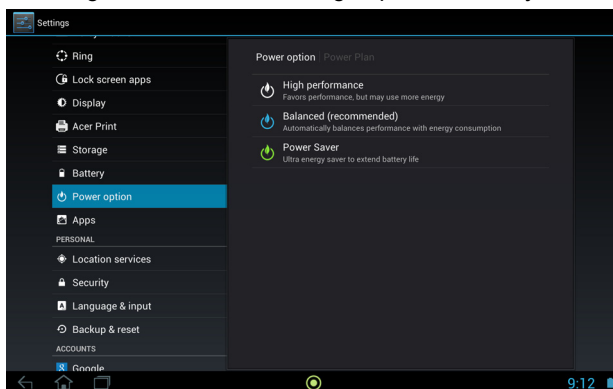 Settings
Ring
Lock screen apps
Display
Acer Print
Storage
Battery
Power option
Apps
PERSONAL
Location services
Security
Language & input
Backup & reset
ACCOUNTS
Google
Power option Power Plan
High performance
Favors performance, but may use more energy
Balanced (recommended)
Automatically balances performance with energy consumption
Power Saver
Ultra energy saver to extend battery life
9:12